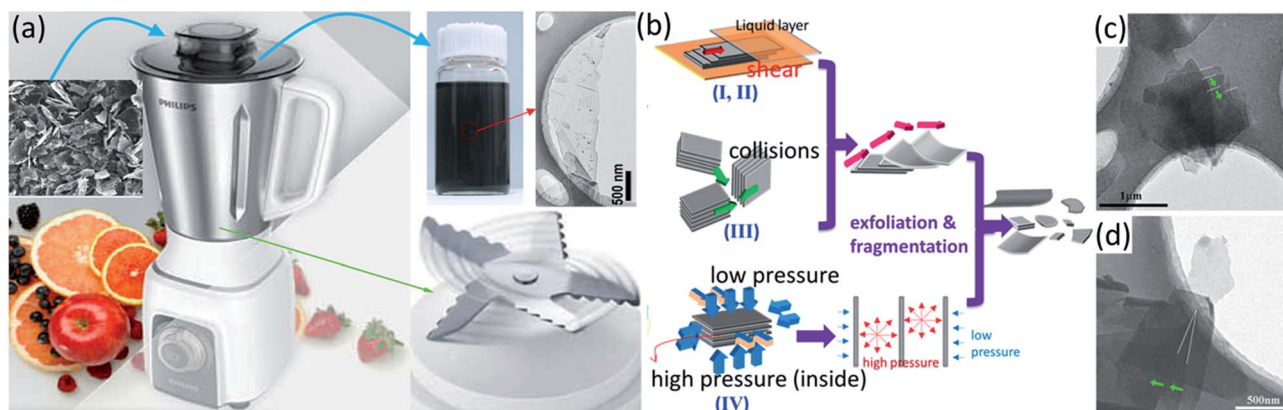 (a)
PHILIPS
500 nm
(b)
Liquid layer
shear
(I, II)
collisions
(III)
exfoliation &
fragmentation
low pressure
high pressure (inside)
(IV)
high pressure
low
pressure
(c)
1μm
(d)
500nm